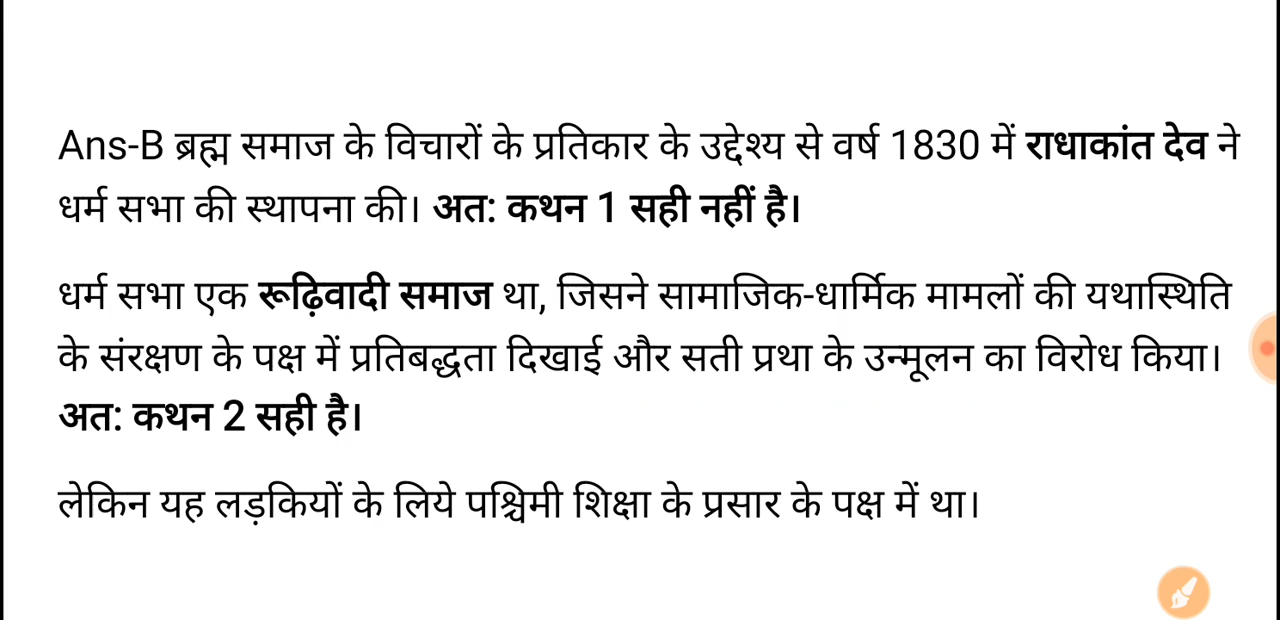 Ans-B ब्रह्म समाज के विचारों के प्रतिकार के उद्देश्य से वर्ष 1830 में राधाकांत देव ने
धर्म सभा की स्थापना की। अत: कथन 1 सही नहीं है।
धर्म सभा एक रूढ़िवादी समाज था, जिसने सामाजिक-धार्मिक मामलों की यथास्थिति
के संरक्षण के पक्ष में प्रतिबद्धता दिखाई और सती प्रथा के उन्मूलन का विरोध किया।
अत: कथन 2 सही है।
लेकिन यह लड़कियों के लिये पश्चिमी शिक्षा के प्रसार के पक्ष में था।